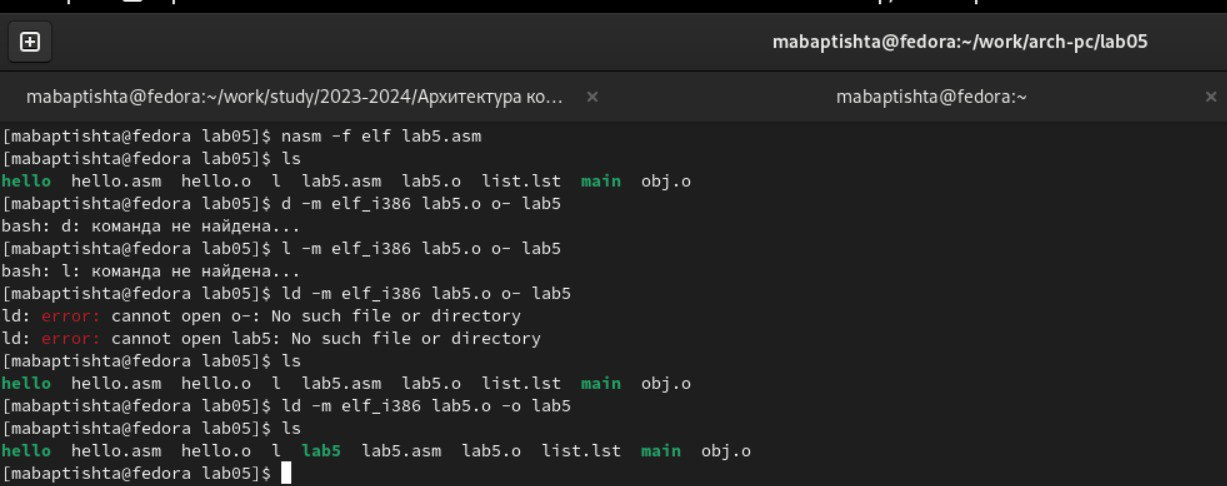 mabaptishta@fedora:~/work/arch-pc/lab05
mabaptishta@fedora:~/work/study/2023-2024/Архитектура ко... × mabaptishta@fedora:~ ×
[mabaptishta@fedora lab05]$ nasm -f elf lab5.asm
[mabaptishta@fedora lab05]$ ls
hello hello.asm hello.o l lab5.asm lab5.o list.lst main obj.o
[mabaptishta@fedora lab05]$ d -m elf_i386 lab5.o o- lab5
bash: d: команда не найдена...
[mabaptishta@fedora lab05]$ l -m elf_i386 lab5.o o- lab5
bash: l: команда не найдена...
[mabaptishta@fedora lab05]$ ld -m elf_i386 lab5.o o- lab5
ld: error: cannot open o-: No such file or directory
ld: error: cannot open lab5: No such file or directory
[mabaptishta@fedora lab05]$ ls
hello hello.asm hello.o l lab5.asm lab5.o list.lst main obj.o
[mabaptishta@fedora lab05]$ ld -m elf_i386 lab5.o -o lab5
[mabaptishta@fedora lab05]$ ls
hello hello.asm hello.o l lab5 lab5.asm lab5.o list.lst main obj.o
[mabaptishta@fedora lab05]$